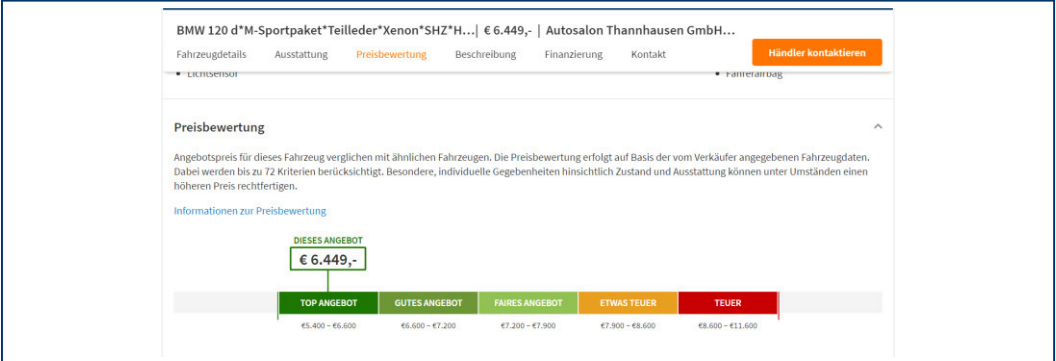 BMW 120 d*M-Sportpaket*Teilleder*Xenon*SHZ*H...| € 6.449,- | Autosalon Thannhausen GmbH...
Fahrzeugdetails Ausstattung Preisbewertung Beschreibung Finanzierung Kontakt Händler kontaktieren
Lichtsensor Fahrerairbag
Preisbewertung
Angebotspreis für dieses Fahrzeug verglichen mit ähnlichen Fahrzeugen. Die Preisbewertung erfolgt auf Basis der vom Verkäufer angegebenen Fahrzeugdaten.
Dabei werden bis zu 72 Kriterien berücksichtigt. Besondere, individuelle Gegebenheiten hinsichtlich Zustand und Ausstattung können unter Umständen einen
höheren Preis rechtfertigen.
Informationen zur Preisbewertung
DIESES ANGEBOT
€ 6.449,-
TOP ANGEBOT GUTES ANGEBOT FAIRES ANGEBOT ETWAS TEUER TEUER
€5.400 – €6.600 €6.600 – €7.200 €7.200 – €7.900 €7.900 – €8.600 €8.600 – €11.600